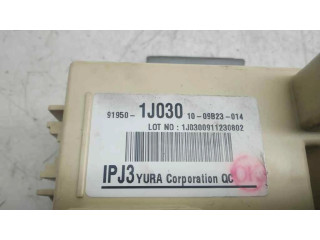 91950- 1J030 10-09B23-014
LOT NO : 1J0300911230802
IPJ3 YURA Corporation QC